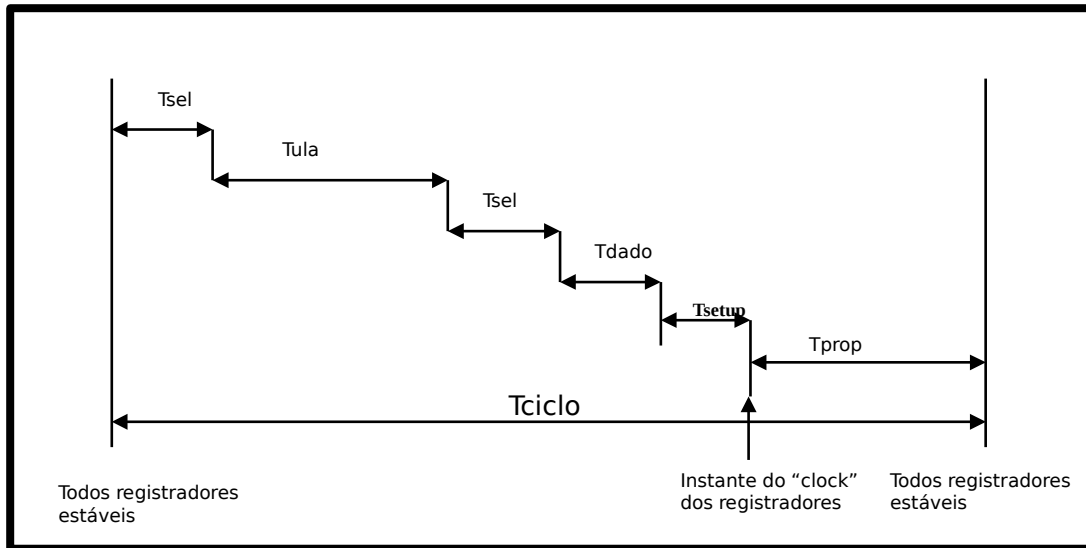 Tsel
Tula
Tsel
Tdado
Tsetup
Tprop
Tciclo
Todos registradores
estáveis
Instante do “clock”
dos registradores
Todos registradores
estáveis